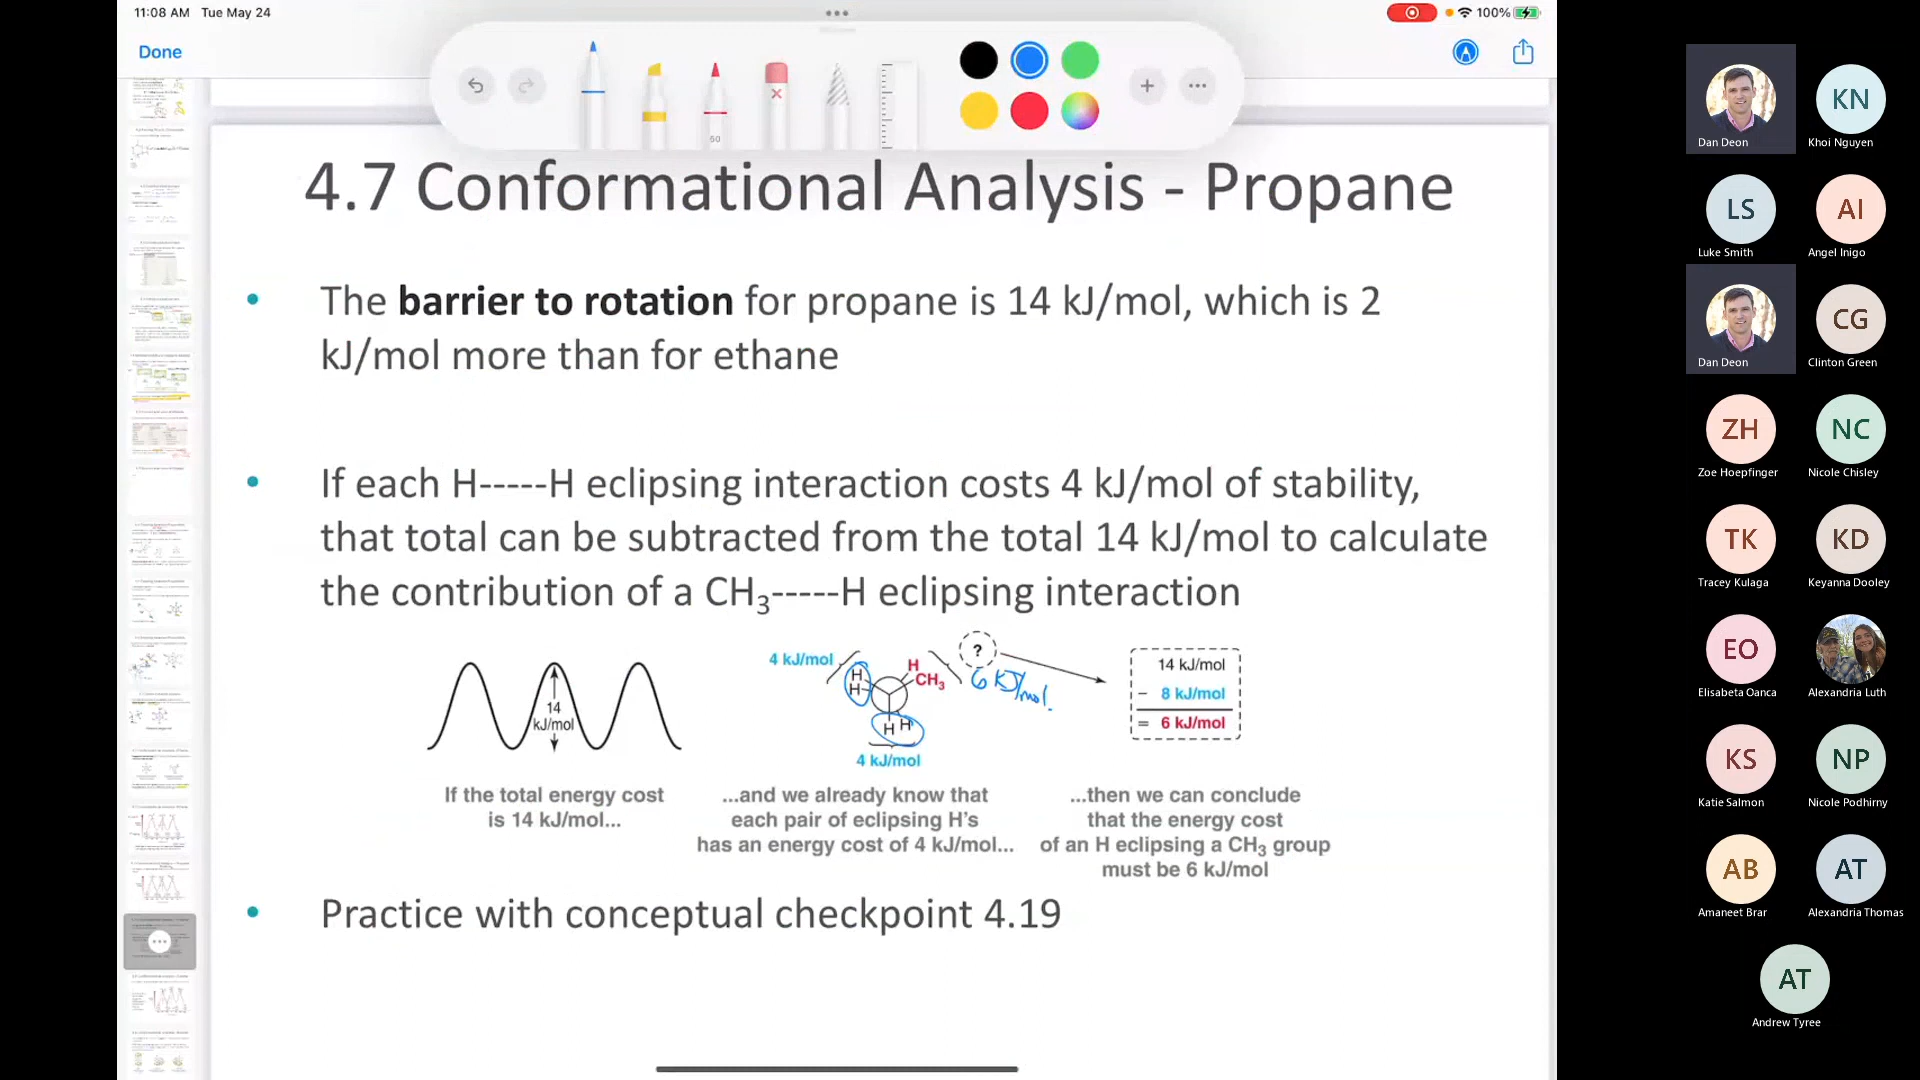 11:08 AM Tue May 24
100%
Done
60
4.7 Conformational Analysis - Propane
• The barrier to rotation for propane is 14 kJ/mol, which is 2
kJ/mol more than for ethane
• If each H-----H eclipsing interaction costs 4 kJ/mol of stability,
that total can be subtracted from the total 14 kJ/mol to calculate
the contribution of a CH₃-----H eclipsing interaction
14
kJ/mol
If the total energy cost
is 14 kJ/mol...
4 kJ/mol
H
H
H
CH₃
H H
4 kJ/mol
?
6 kJ/mol.
...and we already know that
each pair of eclipsing H's
has an energy cost of 4 kJ/mol...
14 kJ/mol
- 8 kJ/mol
= 6 kJ/mol
...then we can conclude
that the energy cost
of an H eclipsing a CH₃ group
must be 6 kJ/mol
• Practice with conceptual checkpoint 4.19
Dan Deon
KN
Khoi Nguyen
LS
Luke Smith
AI
Angel Inigo
Dan Deon
CG
Clinton Green
ZH
Zoe Hoepfinger
NC
Nicole Chisley
TK
Tracey Kulaga
KD
Keyanna Dooley
EO
Elisabeta Oanca
Alexandria Luth
KS
Katie Salmon
NP
Nicole Podhirny
AB
Amaneet Brar
AT
Alexandria Thomas
AT
Andrew Tyree